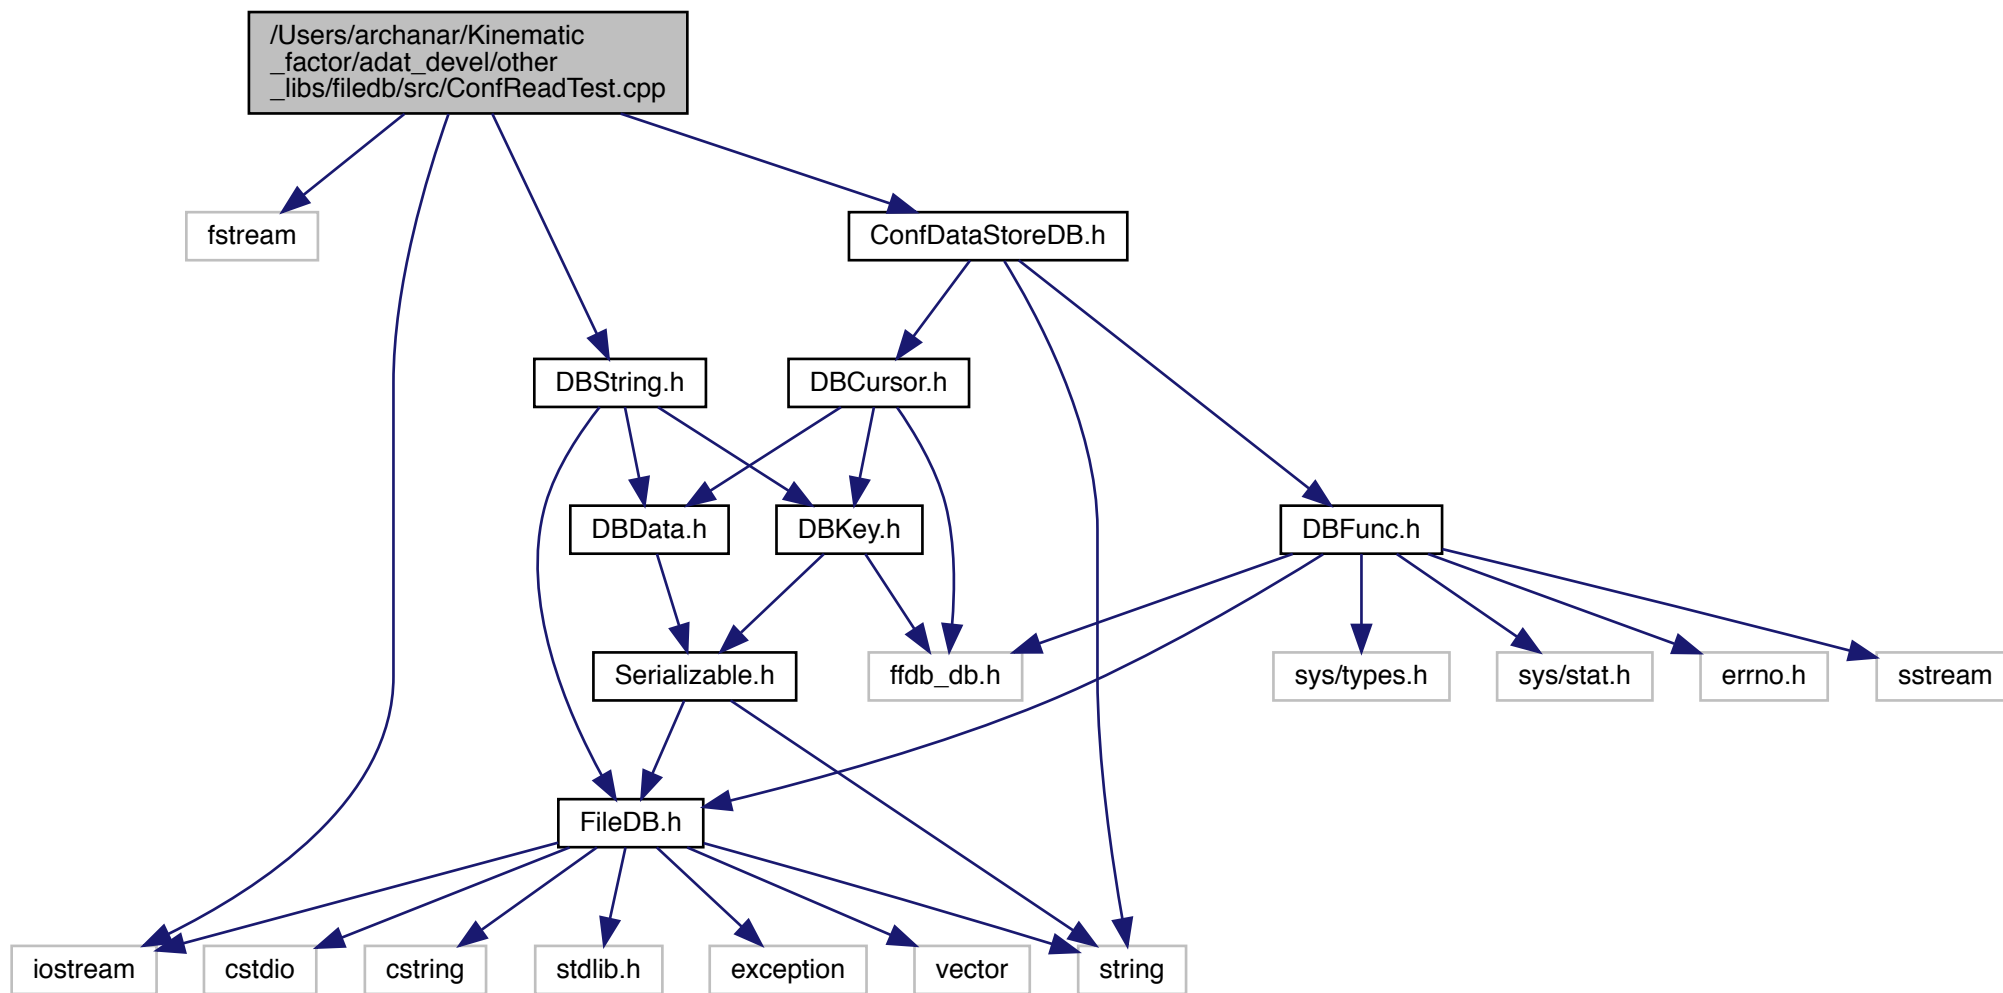 /Users/archanar/Kinematic
_factor/adat_devel/other
_libs/filedb/src/ConfReadTest.cpp
fstream
ConfDataStoreDB.h
DBString.h
DBCursor.h
DBData.h
DBKey.h
DBFunc.h
Serializable.h
ffdb_db.h
sys/types.h
sys/stat.h
errno.h
sstream
FileDB.h
iostream
cstdio
cstring
stdlib.h
exception
vector
string